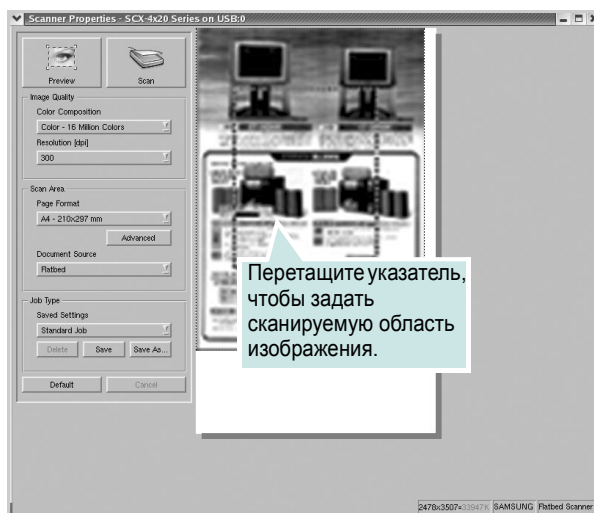 Scanner Properties - SCX-4x20 Series on USB:0
Preview
Scan
Image Quality
Color Composition
Color - 16 Million Colors
Resolution [dpi]
300
Scan Area
Page Format
A4 - 210x297 mm
Advanced
Document Source
Flatbed
Job Type
Saved Settings
Standard Job
Delete
Save
Save As...
Default
Cancel
Перетащите указатель,
чтобы задать
сканируемую область
изображения.
2478x3507=33947K
SAMSUNG
Flatbed Scanner